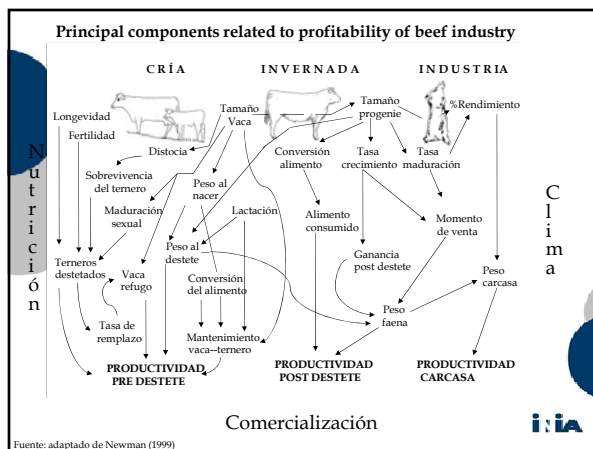 Principal components related to profitability of beef industry
CRÍA
INVERNADA
INDUSTRIA
Nutrición
Clima
Longevidad
Fertilidad
Distocia
Sobrevivencia
del ternero
Maduración
sexual
Terneros
destetados
Vaca
refugo
Tasa de
remplazo
Tamaño
Vaca
Peso al
nacer
Lactación
Peso al
destete
Conversión
del alimento
Mantenimiento
vaca--ternero
PRODUCTIVIDAD
PRE DESTETE
Tamaño
progenie
Conversión
alimento
Tasa
crecimiento
Tasa
maduración
Alimento
consumido
Ganancia
post destete
Momento
de venta
Peso
faena
PRODUCTIVIDAD
POST DESTETE
%Rendimiento
Peso
carcasa
PRODUCTIVIDAD
CARCASA
Comercialización
INIA
Fuente: adaptado de Newman (1999)